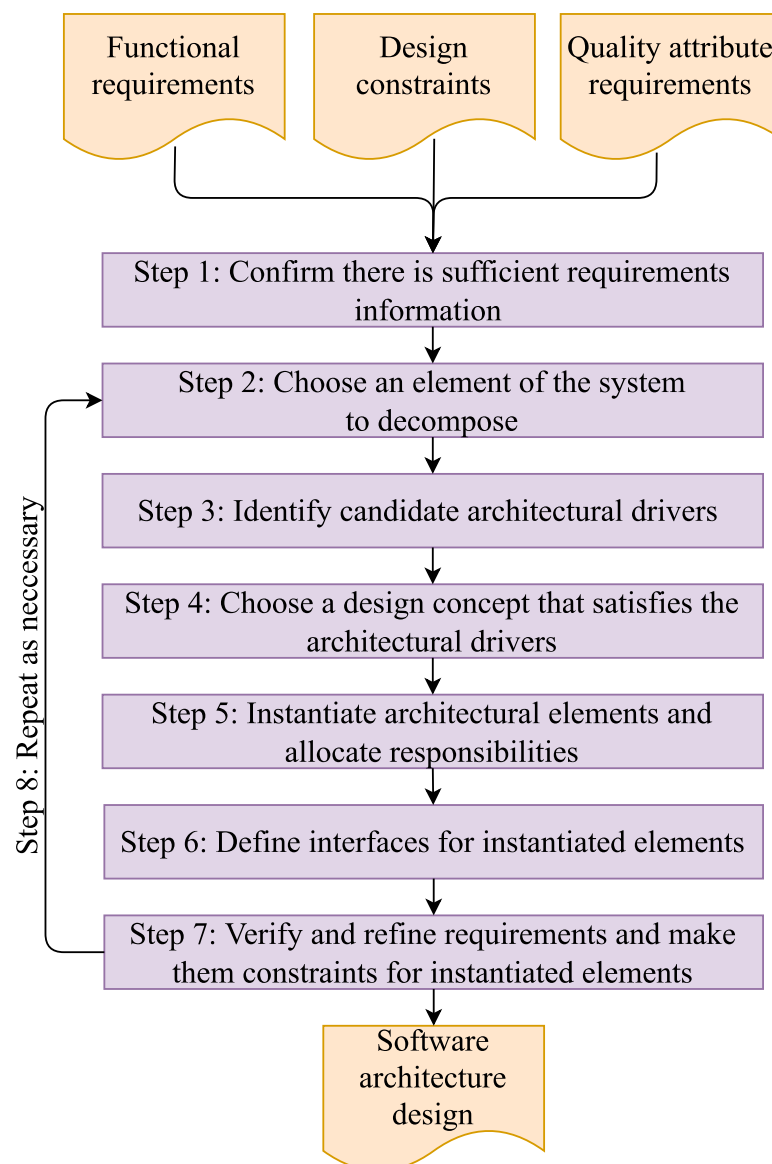 Functional
requirements
Design
constraints
Quality attribute
requirements
Step 1: Confirm there is sufficient requirements
information
Step 2: Choose an element of the system
to decompose
Step 3: Identify candidate architectural drivers
Step 4: Choose a design concept that satisfies the
architectural drivers
Step 5: Instantiate architectural elements and
allocate responsibilities
Step 6: Define interfaces for instantiated elements
Step 7: Verify and refine requirements and make
them constraints for instantiated elements
Step 8: Repeat as neccessary
Software
architecture
design